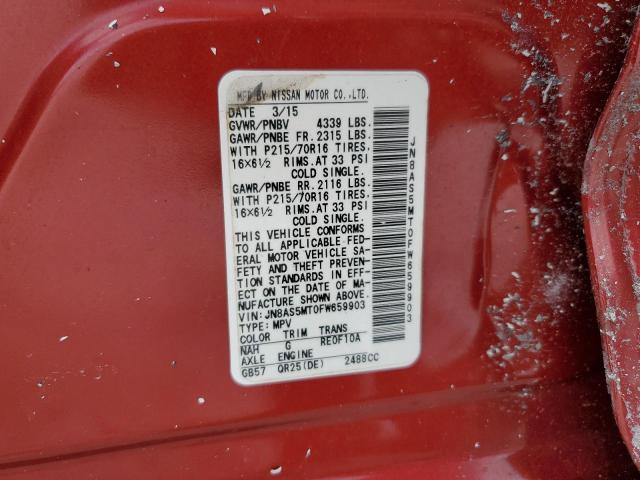 MFD BY NISSAN MOTOR CO.,LTD.
DATE 3/15
GVWR/PNBV 4339 LBS.
GAWR/PNBE FR. 2315 LBS.
WITH P215/70R16 TIRES,
16X6½ RIMS.AT 33 PSI
COLD SINGLE.
GAWR/PNBE RR. 2116 LBS.
WITH P215/70R16 TIRES,
16X6½ RIMS.AT 33 PSI
COLD SINGLE.
THIS VEHICLE CONFORMS
TO ALL APPLICABLE FED-
ERAL MOTOR VEHICLE SA-
FETY AND THEFT PREVEN-
TION STANDARDS IN EFF-
ECT ON THE DATE OF MA-
NUFACTURE SHOWN ABOVE.
VIN: JN8AS5MT0FW659903
TYPE: MPV
COLOR TRIM TRANS
NAH G RE0F10A
AXLE ENGINE
GB57 QR25(DE) 2488CC
JN8AS5MT0FW659903